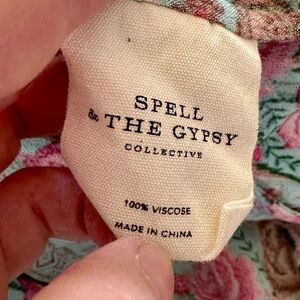 SPELL
& THE GYPSY
COLLECTIVE
100% VISCOSE
MADE IN CHINA